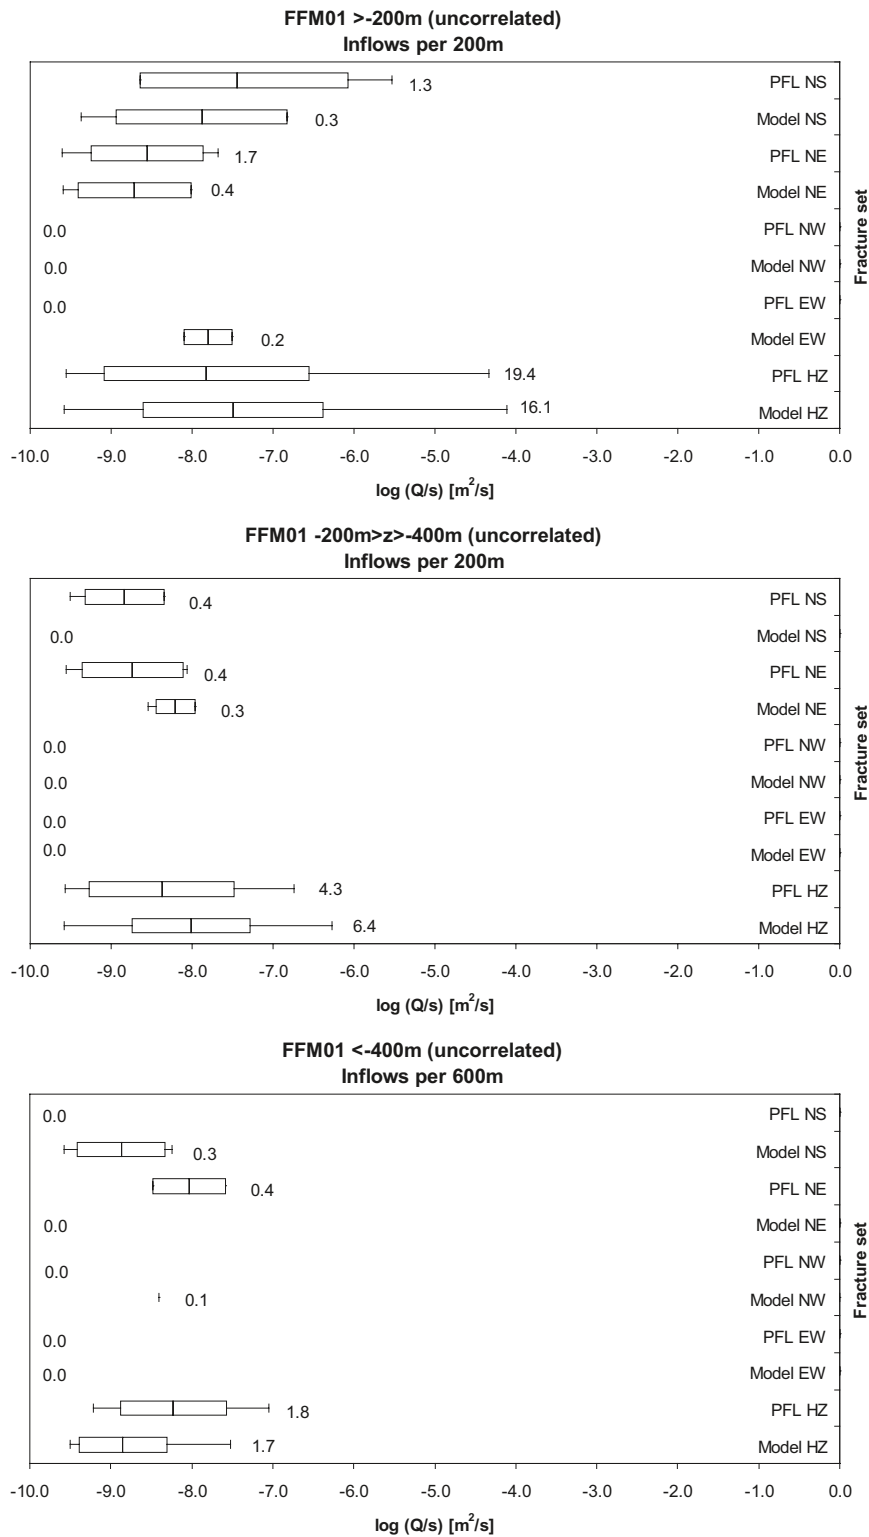 FFM01 >-200m (uncorrelated)
Inflows per 200m
1.3 PFL NS
0.3 Model NS
1.7 PFL NE
0.4 Model NE
0.0 PFL NW
0.0 Model NW
0.0 PFL EW
0.2 Model EW
19.4 PFL HZ
16.1 Model HZ
Fracture set
-10.0 -9.0 -8.0 -7.0 -6.0 -5.0 -4.0 -3.0 -2.0 -1.0 0.0
log (Q/s) [m²/s]
FFM01 -200m>z>-400m (uncorrelated)
Inflows per 200m
0.4 PFL NS
0.0 Model NS
0.4 PFL NE
0.3 Model NE
0.0 PFL NW
0.0 Model NW
0.0 PFL EW
0.0 Model EW
4.3 PFL HZ
6.4 Model HZ
Fracture set
-10.0 -9.0 -8.0 -7.0 -6.0 -5.0 -4.0 -3.0 -2.0 -1.0 0.0
log (Q/s) [m²/s]
FFM01 <-400m (uncorrelated)
Inflows per 600m
0.0 PFL NS
0.3 Model NS
0.4 PFL NE
0.0 Model NE
0.0 PFL NW
0.1 Model NW
0.0 PFL EW
0.0 Model EW
1.8 PFL HZ
1.7 Model HZ
Fracture set
-10.0 -9.0 -8.0 -7.0 -6.0 -5.0 -4.0 -3.0 -2.0 -1.0 0.0
log (Q/s) [m²/s]